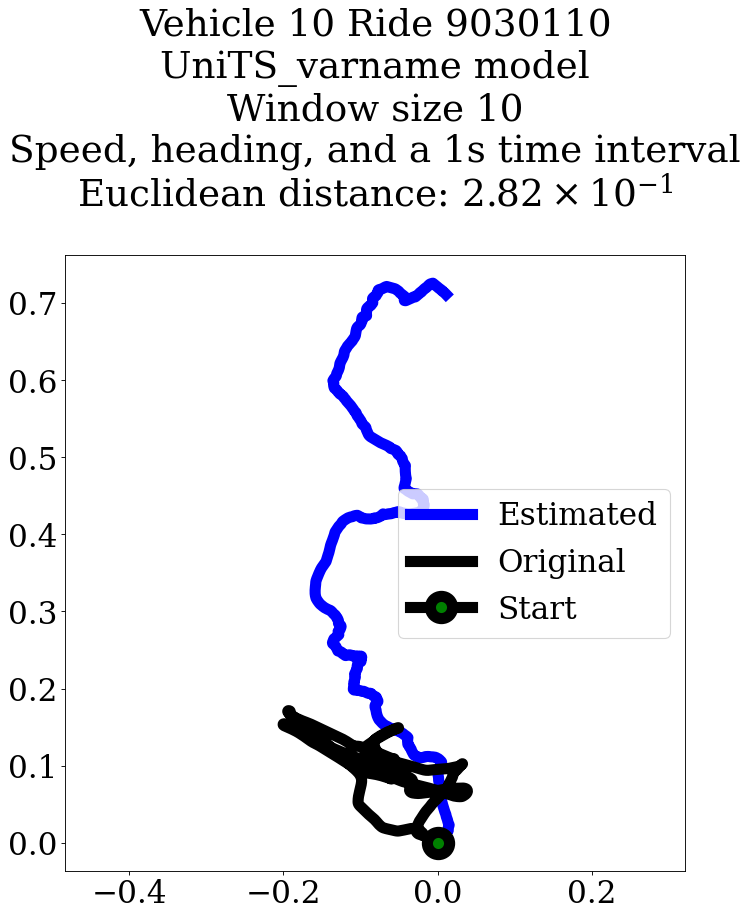 Vehicle 10 Ride 9030110
UniTS_varname model
Window size 10
Speed, heading, and a 1s time interval
Euclidean distance: 2.82 × 10⁻¹
0.7
0.6
0.5
0.4
0.3
0.2
0.1
0.0
Estimated
Original
Start
−0.4 −0.2 0.0 0.2